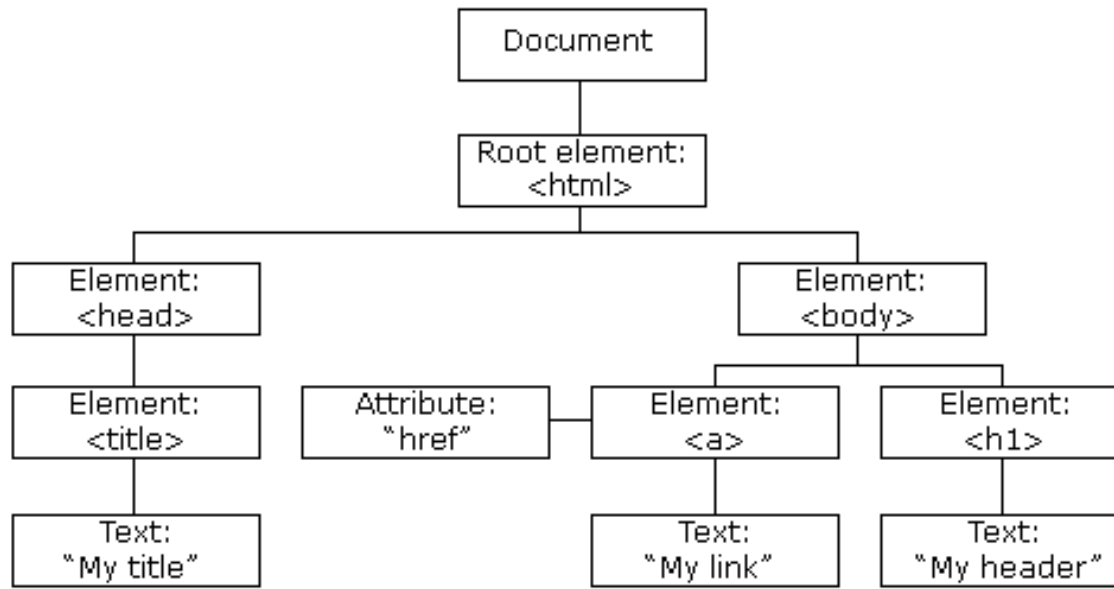 Document
Root element:
<html>
Element:
<head>
Element:
<body>
Element:
<title>
Attribute:
“href”
Element:
<a>
Element:
<h1>
Text:
“My title”
Text:
“My link”
Text:
“My header”